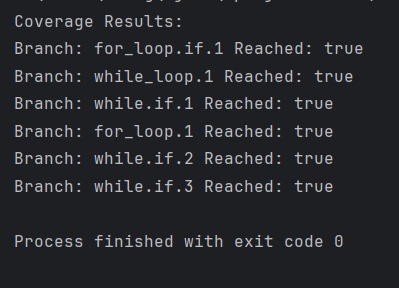 Coverage Results:
Branch: for_loop.if.1 Reached: true
Branch: while_loop.1 Reached: true
Branch: while.if.1 Reached: true
Branch: for_loop.1 Reached: true
Branch: while.if.2 Reached: true
Branch: while.if.3 Reached: true
Process finished with exit code 0